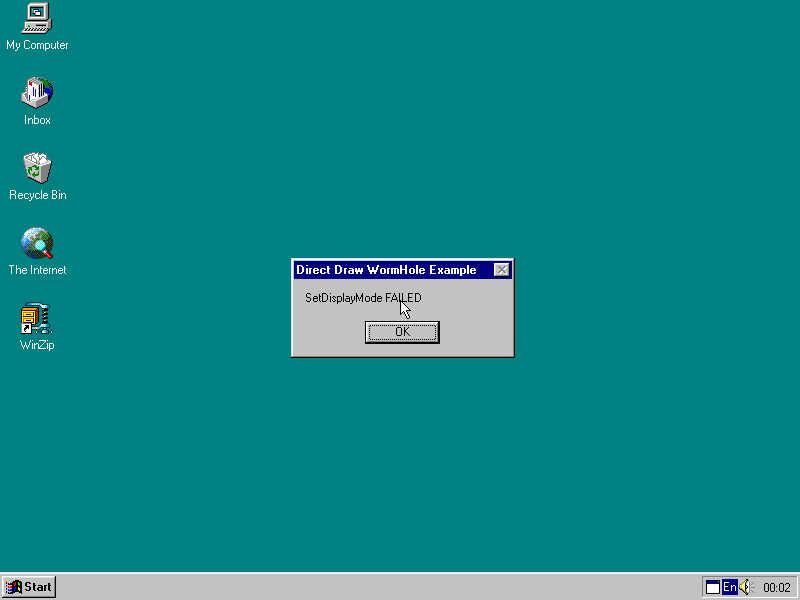 My Computer
Inbox
Recycle Bin
The Internet
WinZip
Direct Draw WormHole Example
SetDisplayMode FAILED
OK
Start
En
00:02